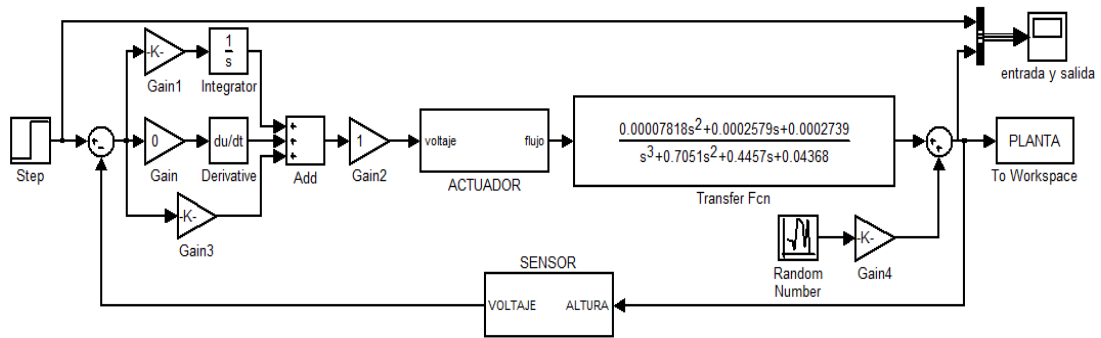 -K-
1
s
Gain1
Integrator
entrada y salida
Step
0
du/dt
Gain
Derivative
Add
1
Gain2
voltaje
flujo
ACTUADOR
0.00007818s²+0.0002579s+0.0002739
s³+0.7051s²+0.4457s+0.04368
Transfer Fcn
PLANTA
To Workspace
-K-
Gain3
Random
Number
-K-
Gain4
SENSOR
VOLTAJE
ALTURA